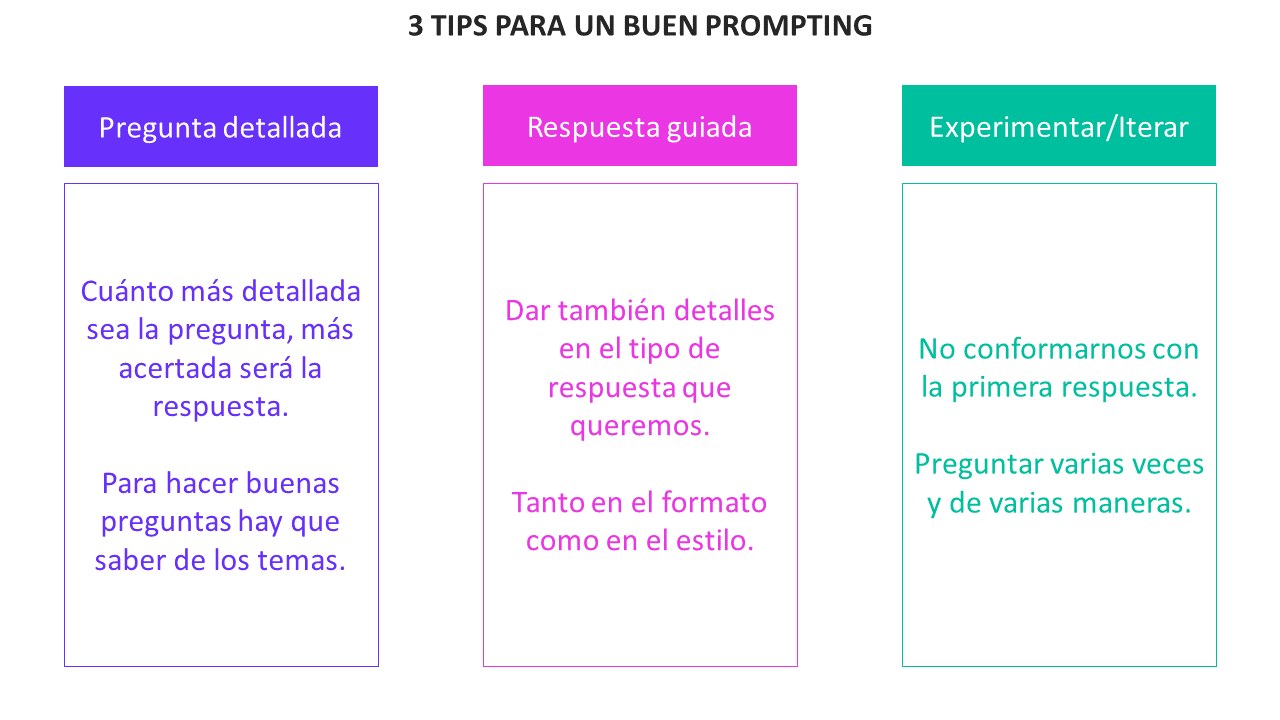 3 TIPS PARA UN BUEN PROMPTING
Pregunta detallada
Cuánto más detallada
sea la pregunta, más
acertada será la
respuesta.
Para hacer buenas
preguntas hay que
saber de los temas.
Respuesta guiada
Dar también detalles
en el tipo de
respuesta que
queremos.
Tanto en el formato
como en el estilo.
Experimentar/Iterar
No conformarnos con
la primera respuesta.
Preguntar varias veces
y de varias maneras.